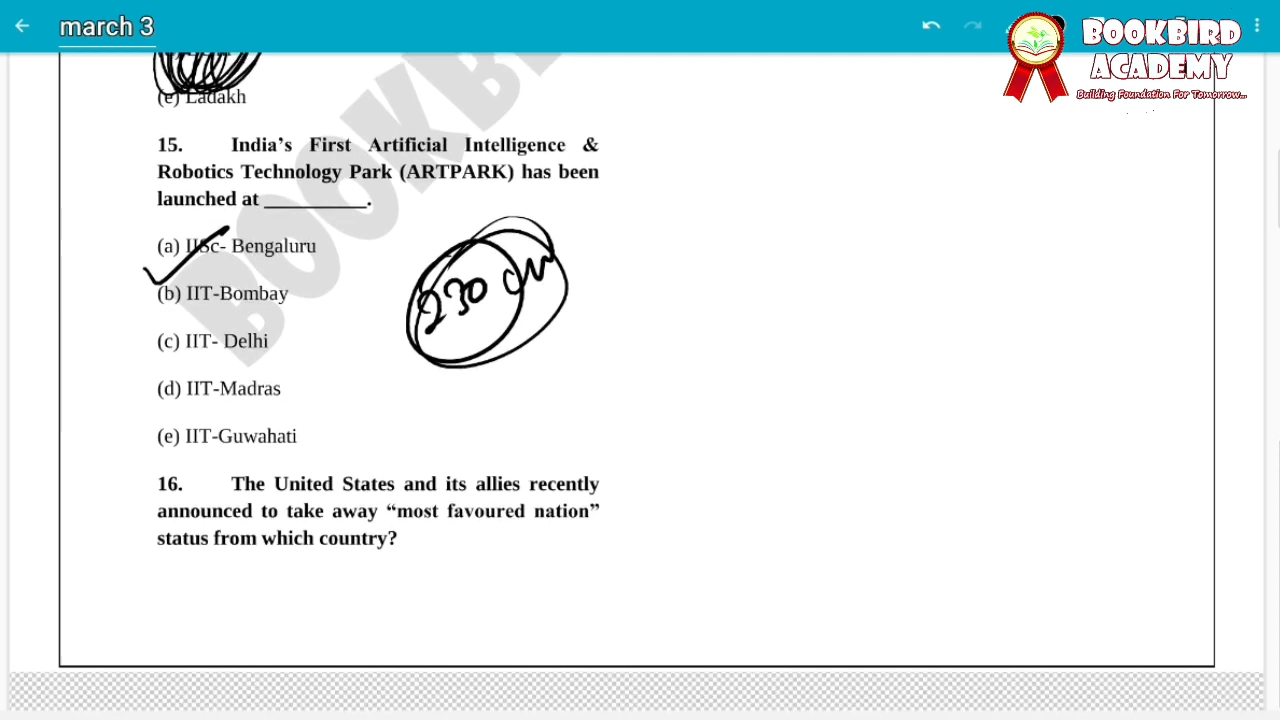 march 3
BOOKBIRD
ACADEMY
Building Foundation For Tomorrow...
(e) Ladakh
15. India’s First Artificial Intelligence &
Robotics Technology Park (ARTPARK) has been
launched at __________.
(a) IISc- Bengaluru
(b) IIT-Bombay
(c) IIT- Delhi
(d) IIT-Madras
(e) IIT-Guwahati
230
16. The United States and its allies recently
announced to take away “most favoured nation”
status from which country?